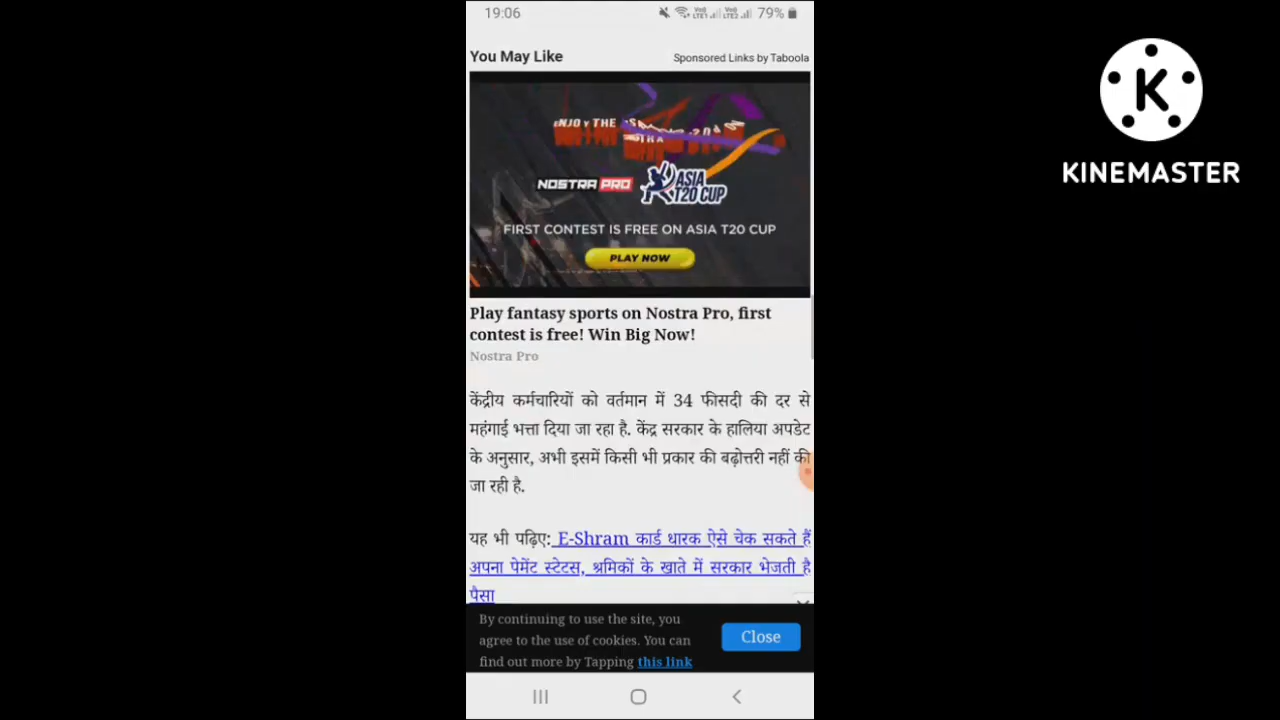 19:06
79%
You May Like
Sponsored Links by Taboola
NOSTRA PRO
ASIA
T20 CUP
FIRST CONTEST IS FREE ON ASIA T20 CUP
PLAY NOW
Play fantasy sports on Nostra Pro, first
contest is free! Win Big Now!
Nostra Pro
केंद्रीय कर्मचारियों को वर्तमान में 34 फीसदी की दर से
महंगाई भत्ता दिया जा रहा है. केंद्र सरकार के हालिया अपडेट
के अनुसार, अभी इसमें किसी भी प्रकार की बढ़ोत्तरी नहीं की
जा रही है.
यह भी पढ़िए: E-Shram कार्ड धारक ऐसे चेक सकते हैं
अपना पेमेंट स्टेटस, श्रमिकों के खाते में सरकार भेजती है
पैसा
By continuing to use the site, you
agree to the use of cookies. You can
find out more by Tapping this link
Close
K
KINEMASTER